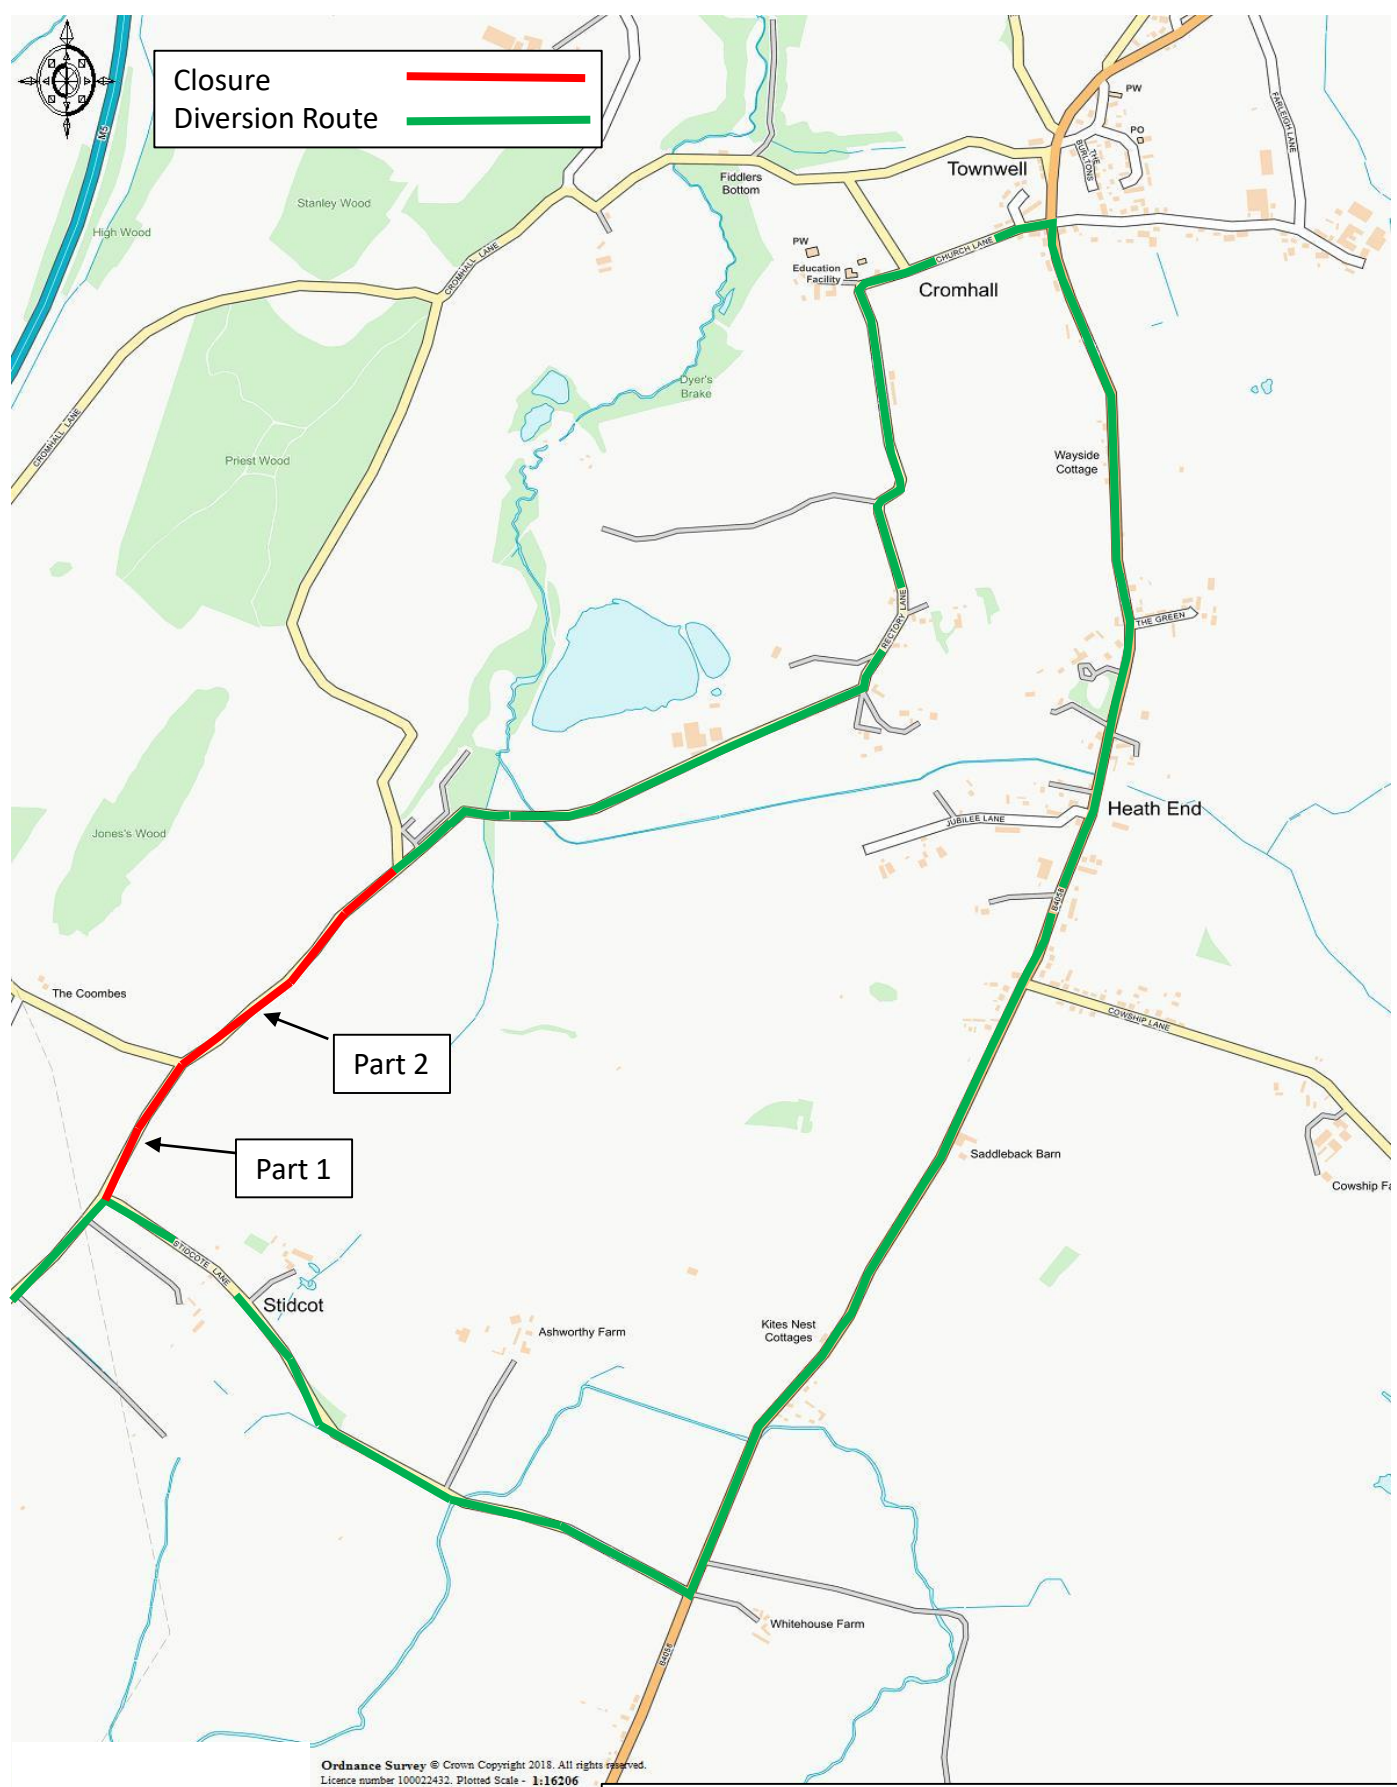 Closure
Diversion Route
M5
PW
PO
THE
BURLTONS
FARLEIGH LANE
Townwell
Fiddlers
Bottom
Stanley Wood
High Wood
CROMHALL LANE
PW
Education
Facility
CHURCH LANE
Cromhall
Dyer's
Brake
CROMHALL LANE
Priest Wood
Wayside
Cottage
RECTORY LANE
THE GREEN
Jones's Wood
Heath End
JUBILEE LANE
B4058
The Coombes
COWSHIP LANE
Part 2
Part 1
Saddleback Barn
Cowship Fa
STIDCOTE LANE
Stidcot
Ashworthy Farm
Kites Nest
Cottages
Whitehouse Farm
B4058
Ordnance Survey © Crown Copyright 2018. All rights reserved.
Licence number 100022432. Plotted Scale - 1:16206